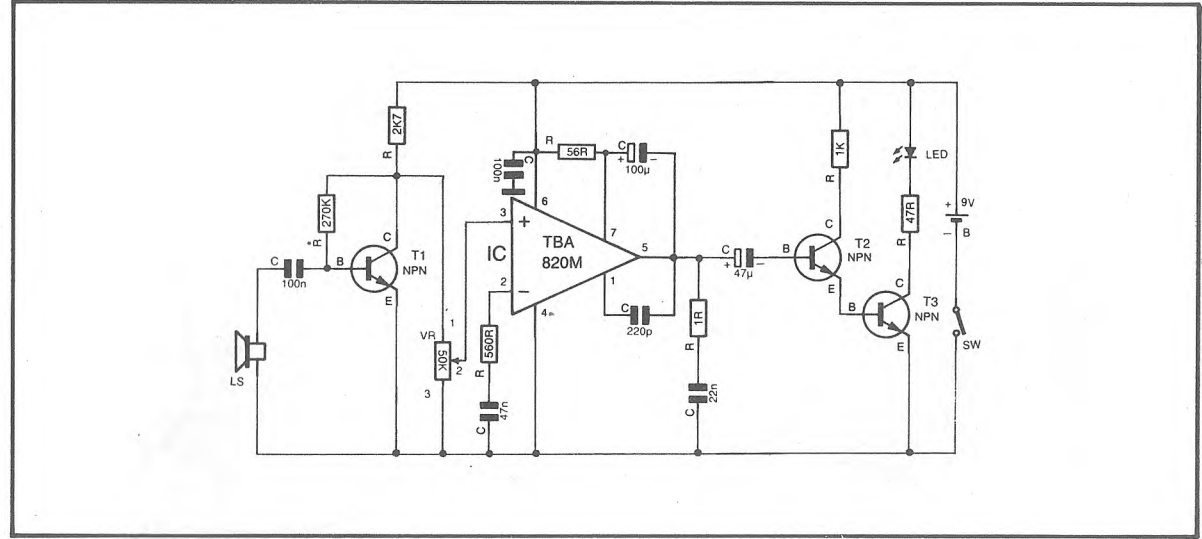 2K7
R
270K
* R
C
100n
B
C
T1
NPN
E
LS
VR
1
50K
2
3
C
100n
R
56R
C
+
100µ
−
6
3
+
7
IC
TBA
820M
5
2
−
1
4
560R
R
47n
C
C
220p
1R
R
22n
C
C
+
47µ
−
1K
R
B
C
T2
NPN
E
LED
47R
R
B
C
T3
NPN
E
+
9V
−
B
SW